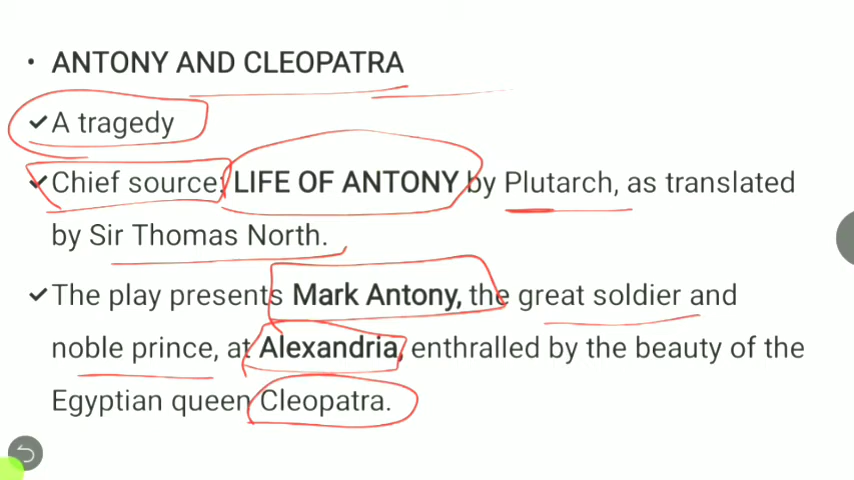 • ANTONY AND CLEOPATRA
✔A tragedy
✔Chief source: LIFE OF ANTONY by Plutarch, as translated
by Sir Thomas North.
✔The play presents Mark Antony, the great soldier and
noble prince, at Alexandria, enthralled by the beauty of the
Egyptian queen Cleopatra.